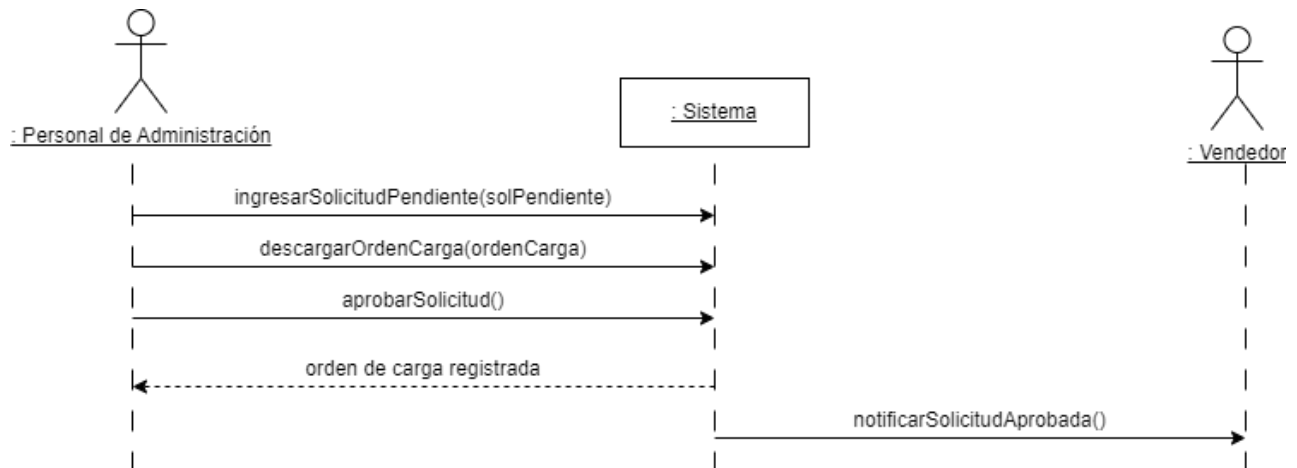 : Personal de Administración
: Sistema
: Vendedor
ingresarSolicitudPendiente(solPendiente)
descargarOrdenCarga(ordenCarga)
aprobarSolicitud()
orden de carga registrada
notificarSolicitudAprobada()